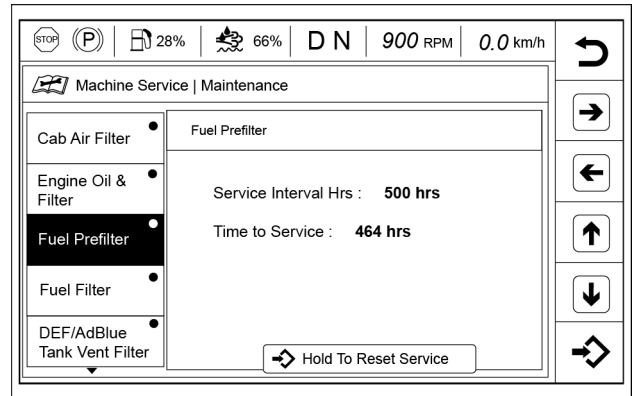 STOP P 28% 66% D N 900 RPM 0.0 km/h
Machine Service | Maintenance
Cab Air Filter
Engine Oil &
Filter
Fuel Prefilter
Fuel Filter
DEF/AdBlue
Tank Vent Filter
Fuel Prefilter
Service Interval Hrs : 500 hrs
Time to Service : 464 hrs
Hold To Reset Service